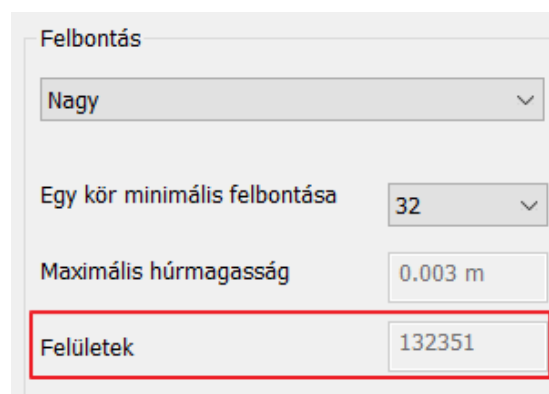 Felbontás
Nagy
Egy kör minimális felbontása 32
Maximális húrmagasság 0.003 m
Felületek 132351